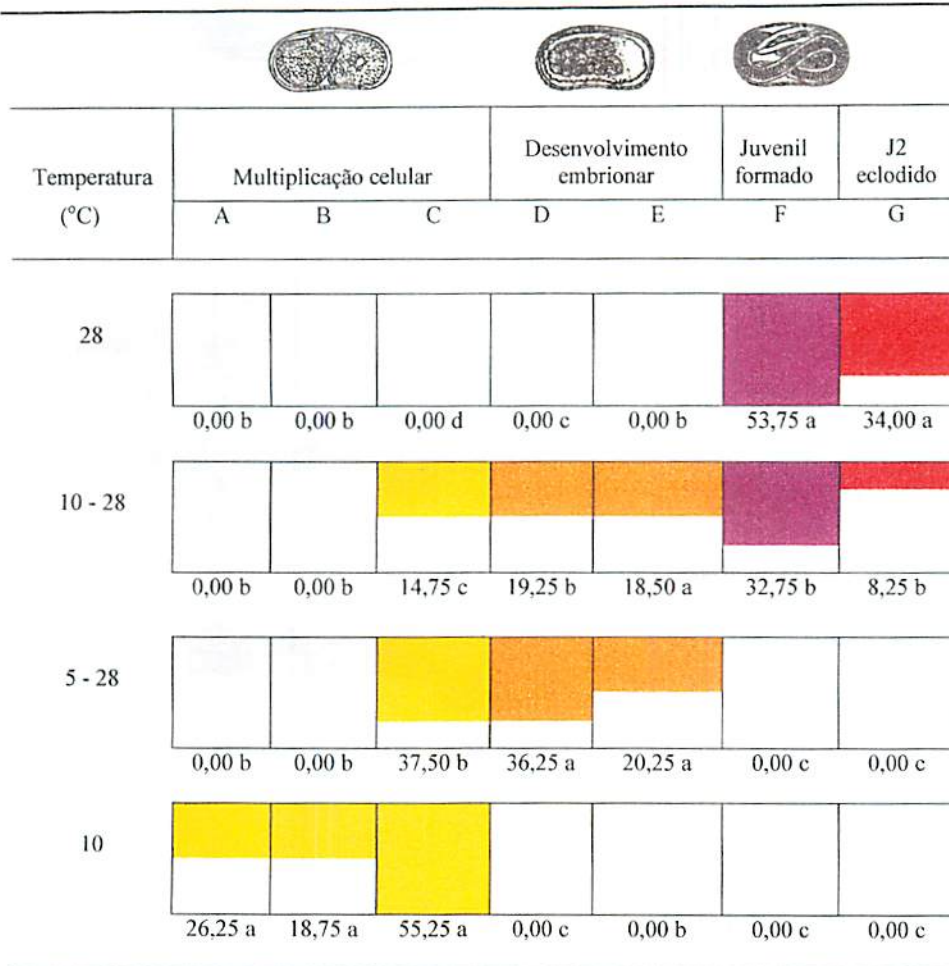 Temperatura
(°C)
Multiplicação celular
Desenvolvimento
embrionar
Juvenil
formado
J2
eclodido
A B C D E F G
28
0,00 b 0,00 b 0,00 d 0,00 c 0,00 b 53,75 a 34,00 a
10 - 28
0,00 b 0,00 b 14,75 c 19,25 b 18,50 a 32,75 b 8,25 b
5 - 28
0,00 b 0,00 b 37,50 b 36,25 a 20,25 a 0,00 c 0,00 c
10
26,25 a 18,75 a 55,25 a 0,00 c 0,00 b 0,00 c 0,00 c